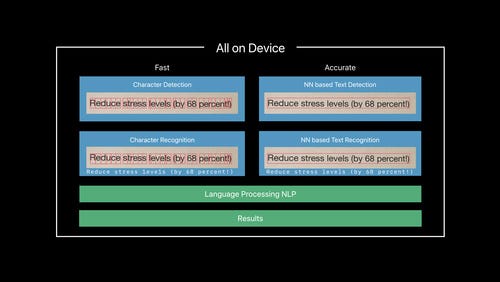 All on Device
Fast
Accurate
Character Detection
NN based Text Detection
Reduce stress levels (by 68 percent!)
Reduce stress levels (by 68 percent!)
Character Recognition
NN based Text Recognition
Reduce stress levels (by 68 percent!)
Reduce stress levels (by 68 percent!)
Reduce stress levels (by 68 percent!)
Reduce stress levels (by 68 percent!)
Language Processing NLP
Results